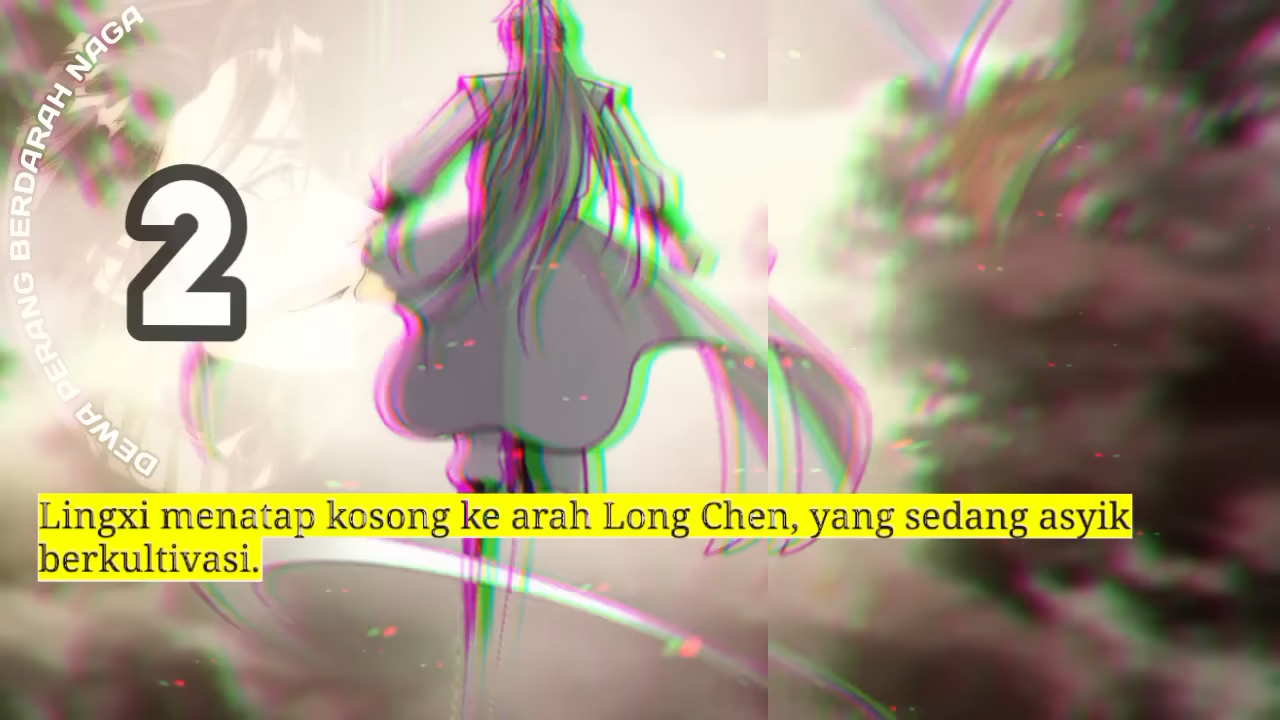 DEWA PERANG BERDARAH NAGA
2
Lingxi menatap kosong ke arah Long Chen, yang sedang asyik
berkultivasi.